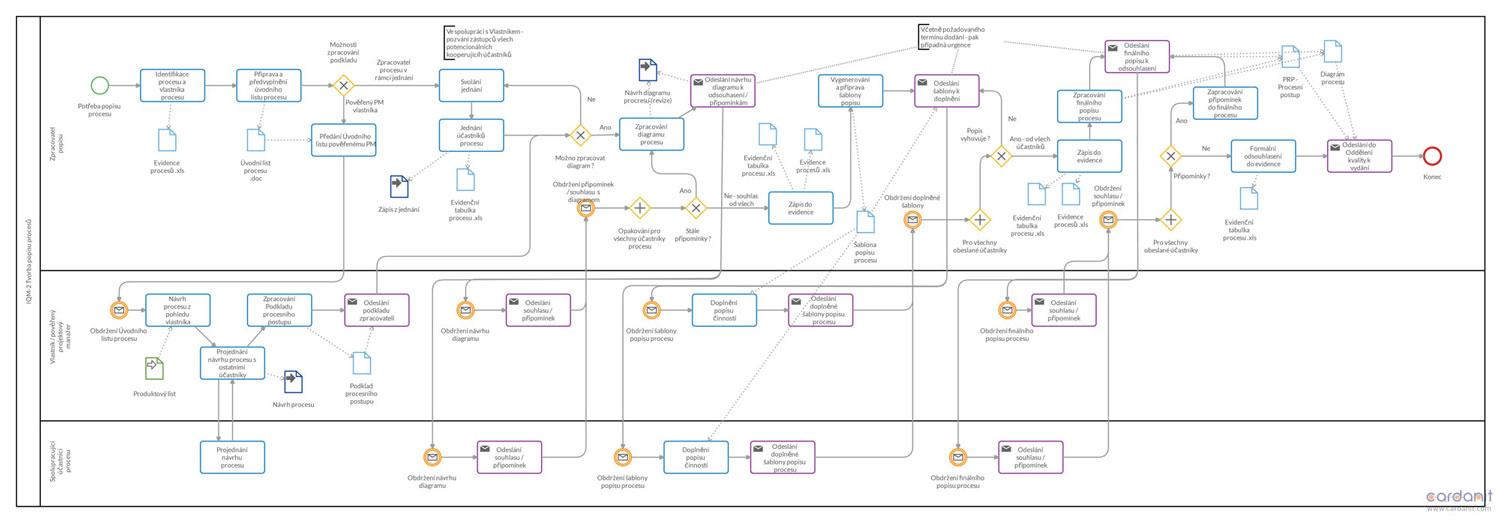 IQM-2 Tvorba popisu procesů
Zpracovatel
popisu
Potřeba popisu
procesu
Identifikace
procesu a
vlastníka
procesu
Evidence
procesů .xls
Příprava a
předvyplnění
úvodního
listu procesu
Úvodní list
.doc
Možnosti
zpracování
podkladu
Zpracovatel
procesu v
rámci jednání
Pověřený PM
vlastníka
Předání Úvodního
listu pověřenému PM
Ve spolupráci s Vlastníkem -
pozvání zástupců všech
potencionálních
kooperujících účastníků
Svolání
jednání
Jednání
účastníků
procesu
Zápis z jednání
Evidenční
tabulka
procesu .xls
Ne
Ano
Možno zpracovat
diagram ?
Zpracování
diagramu
procesu
Návrh diagramu
procesu (revize)
Odeslání návrhu
diagramu k
odsouhasení /
připomínkám
Obdržení připomínek
/ souhlasu s
diagramem
Opakování pro
všechny účastníky
procesu
Ano
Stále
připomínky ?
Ne - souhlas
od všech
Zápis do
evidence
Evidenční
tabulka
procesu .xls
Evidence
procesů .xls
Vygenerování
a příprava
šablony
popisu
Šablona
popisu
procesu
Včetně požadovaného
termínu dodání - pak
případná urgence
Odeslání
šablony k
doplnění
Obdržení doplněné
šablony
Pro všechny
obeslané účastníky
Popis
vyhovuje ?
Ne
Ano - od všech
účastníků
Zápis do
evidence
Evidenční
tabulka
procesu .xls
Evidence
procesů .xls
Zpracování
finálního
popisu
procesu
Odeslání
finálního
popisu k
odsouhlasení
Obdržení
souhlasu /
připomínek
Pro všechny
obeslané účastníky
Připomínky ?
Ano
Ne
Zapracování
připomínek
do finálního
Formální
odsouhlasení
do evidence
Evidenční
tabulka
procesu .xls
PRP -
Procesní
postup
Diagram
procesu
Odeslání do
Oddělení
kvality k
vydání
Konec
Vlastník / pověřený
projektový
manažer
Obdržení Úvodního
listu procesu
Návrh
procesu z
pohledu
vlastníka
Produktový list
Projednání
návrhu procesu s
ostatními
účastníky
Návrh procesu
Zpracování
Podkladu
procesního
postupu
Podklad
procesního
postupu
Odeslání
podkladu
zpracovateli
Obdržení návrhu
diagramu
Odeslání
souhlasu /
připomínek
Obdržení šablony
popisu procesu
Doplnění
popisu
činností
Odeslání
doplněné
šablony popisu
procesu
Obdržení finálního
popisu procesu
Odeslání
souhlasu /
připomínek
Spolupracující
účastníci
procesu
Projednání
návrhu
procesu
Obdržení návrhu
diagramu
Odeslání
souhlasu /
připomínek
Obdržení šablony
popisu procesu
Doplnění
popisu
činností
Odeslání
doplněné
šablony popisu
procesu
Obdržení finálního
popisu procesu
Odeslání
souhlasu /
připomínek
cardanit
www.cardanit.com